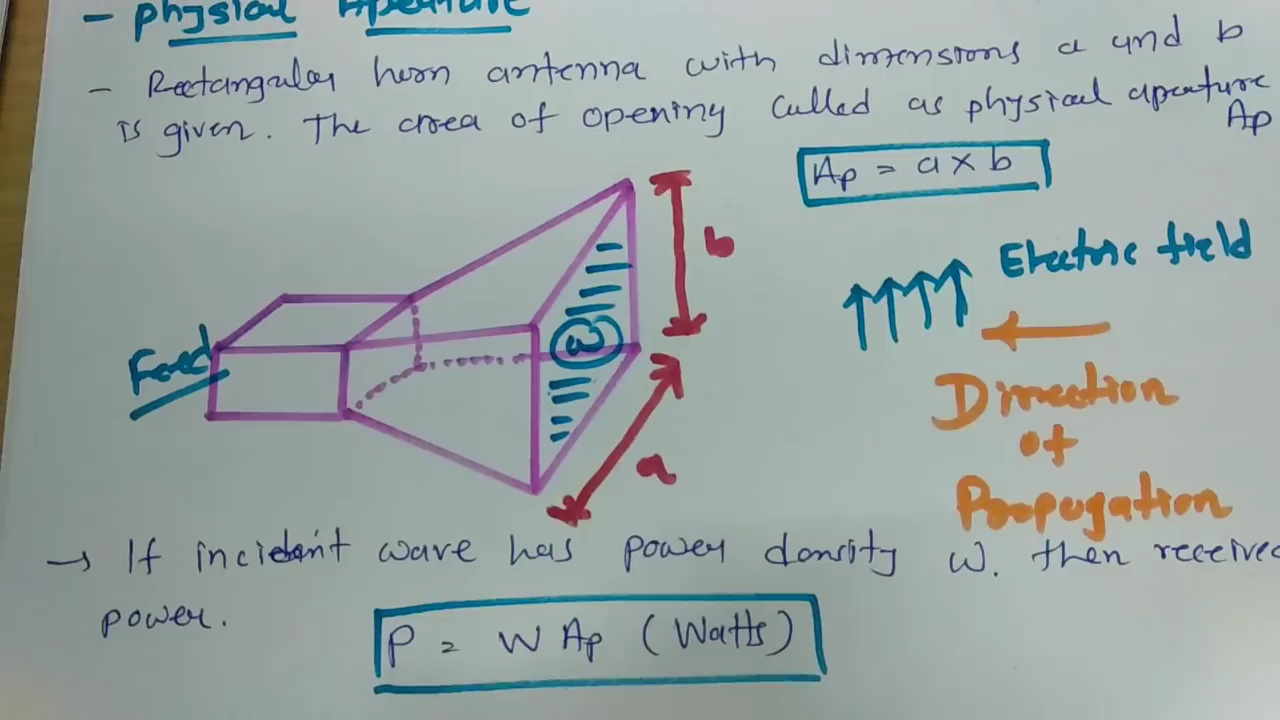 - Physical Aperture
- Rectangular horn antenna with dimensions a and b
is given. The area of opening called as physical aperture
Ap
Ap = a x b
b
Electric field
Feed
W
Direction
of
Propogation
a
→ If incident wave has power density W. then received
power.
P = W Ap (Watts)